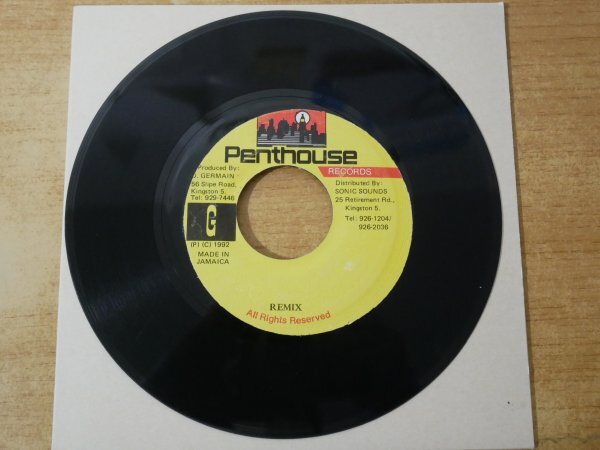 Penthouse
RECORDS
Produced By:
D. GERMAIN
56 Slipe Road,
Kingston 5.
Tel: 929-7446
Distributed By:
SONIC SOUNDS
25 Retirement Rd.,
Kingston 5.
Tel: 926-1204/
926-2036
G
(P) (C) 1992
MADE IN
JAMAICA
REMIX
All Rights Reserved